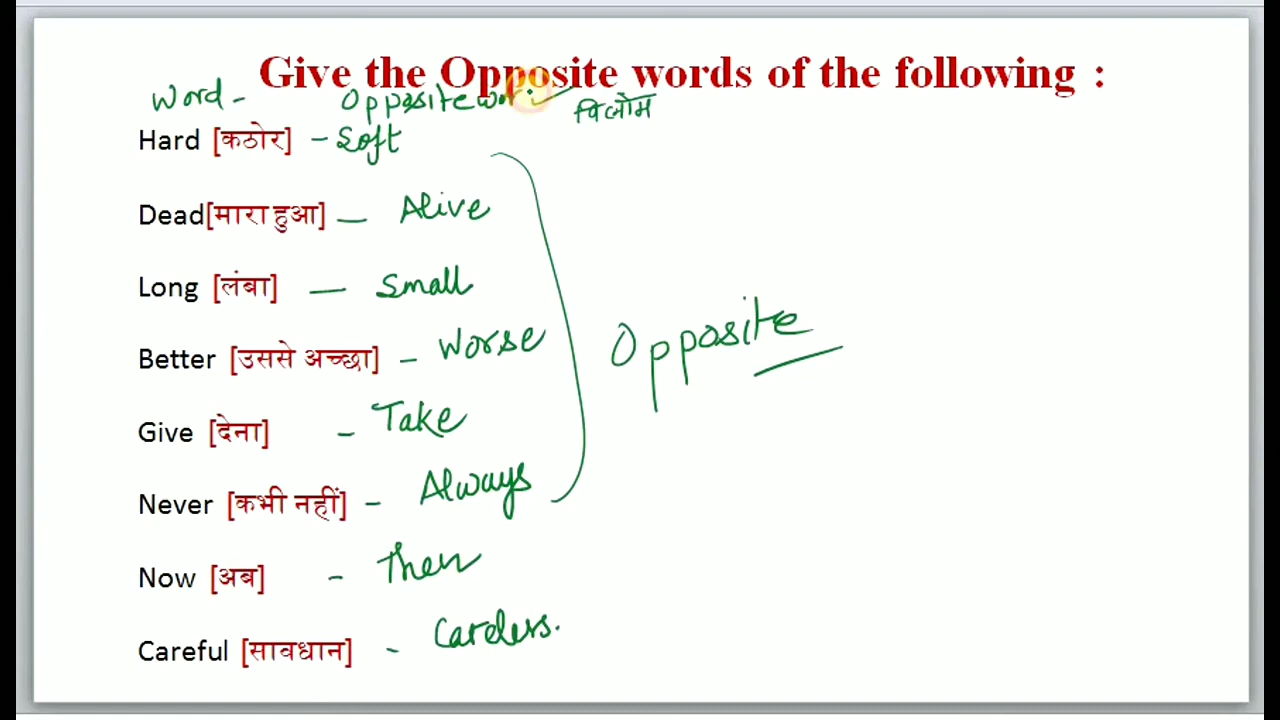 Give the Opposite words of the following :
Word - Opposite wor विलोम
Hard [कठोर] - Soft
Dead[मारा हुआ] — Alive
Long [लंबा] — Small
Better [उससे अच्छा] - Worse
Opposite
Give [देना] - Take
Never [कभी नहीं] - Always
Now [अब] - Then
Careful [सावधान] - Careless.